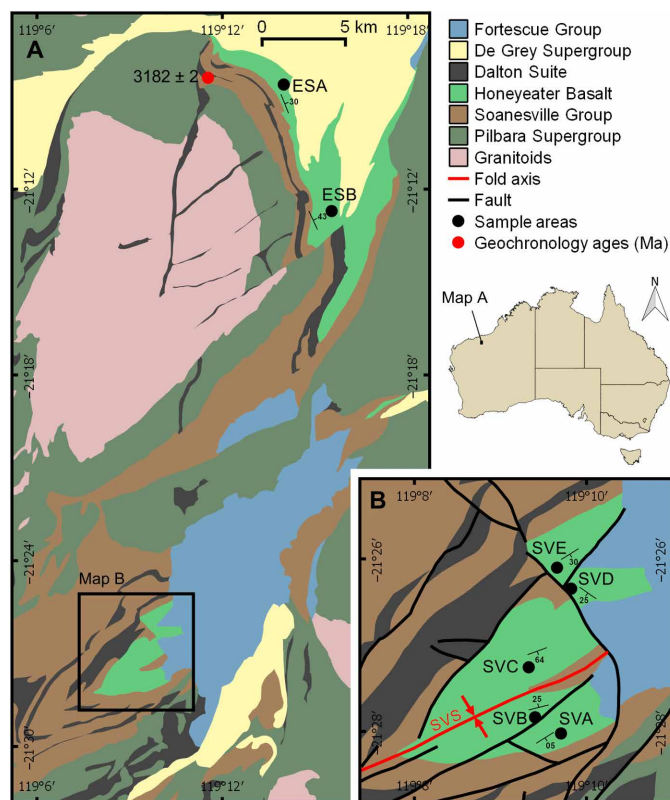 119°6′
119°12′
119°18′
A
0
5 km
3182 ± 2
ESA
30
−21°12′
−21°12′
ESB
43
−21°18′
−21°18′
−21°24′
−21°24′
Map B
−21°30′
−21°30′
119°6′
119°12′
Fortescue Group
De Grey Supergroup
Dalton Suite
Honeyeater Basalt
Soanesville Group
Pilbara Supergroup
Granitoids
Fold axis
Fault
Sample areas
Geochronology ages (Ma)
Map A
N
B
119°8′
119°10′
−21°26′
−21°26′
SVE
30
SVD
25
SVC
64
SVS
25
SVB
SVA
05
−21°28′
−21°28′
119°8′
119°10′